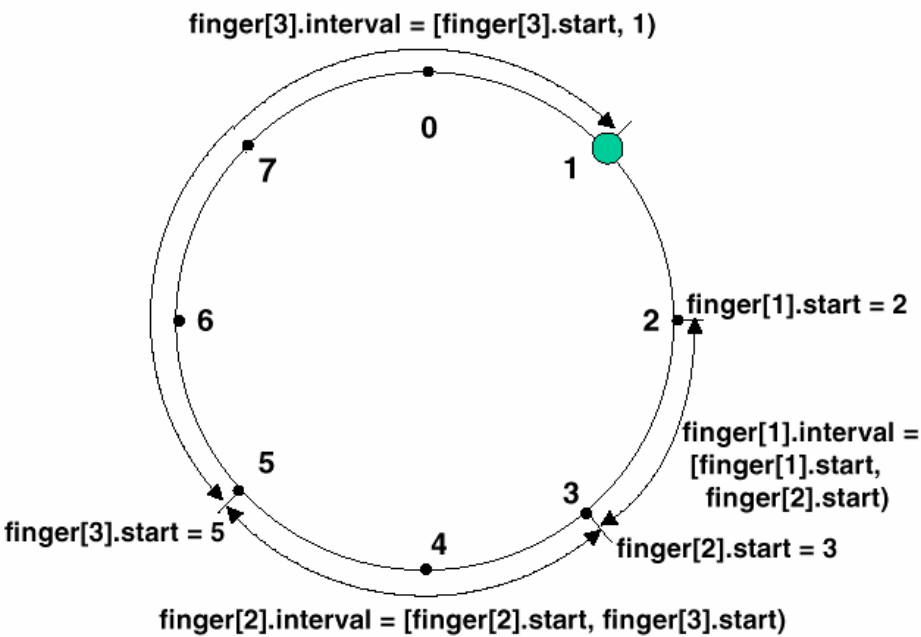 finger[3].interval = [finger[3].start, 1)
0
1
7
finger[1].start = 2
2
6
finger[1].interval =
[finger[1].start,
finger[2].start)
5
3
finger[3].start = 5
4
finger[2].start = 3
finger[2].interval = [finger[2].start, finger[3].start)